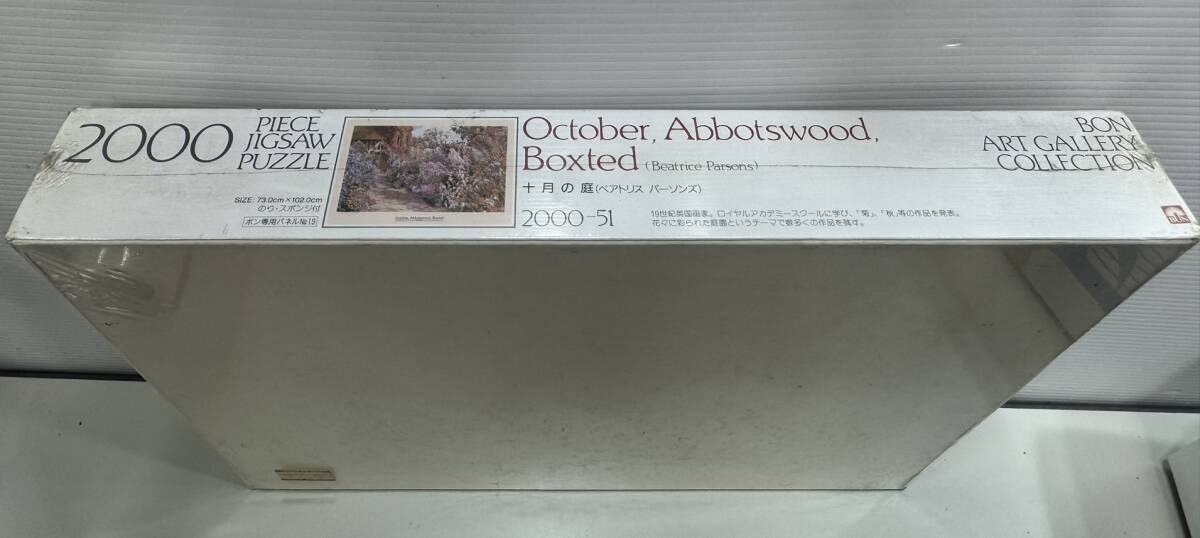 2000
PIECE
JIGSAW
PUZZLE
SIZE: 73.0cm×102.0cm
のり・スポンジ付
ボン専用パネルNo.15
October, Abbotswood, Boxted
October, Abbotswood,
Boxted (Beatrice Parsons)
十月の庭(ベアトリス パーソンズ)
2000-51
19世紀英国画家。ロイヤルアカデミースクールに学び、「菊」、「秋」等の作品を発表。
花々に彩られた庭園というテーマで数多くの作品を残す。
BON
ART GALLERY
COLLECTION